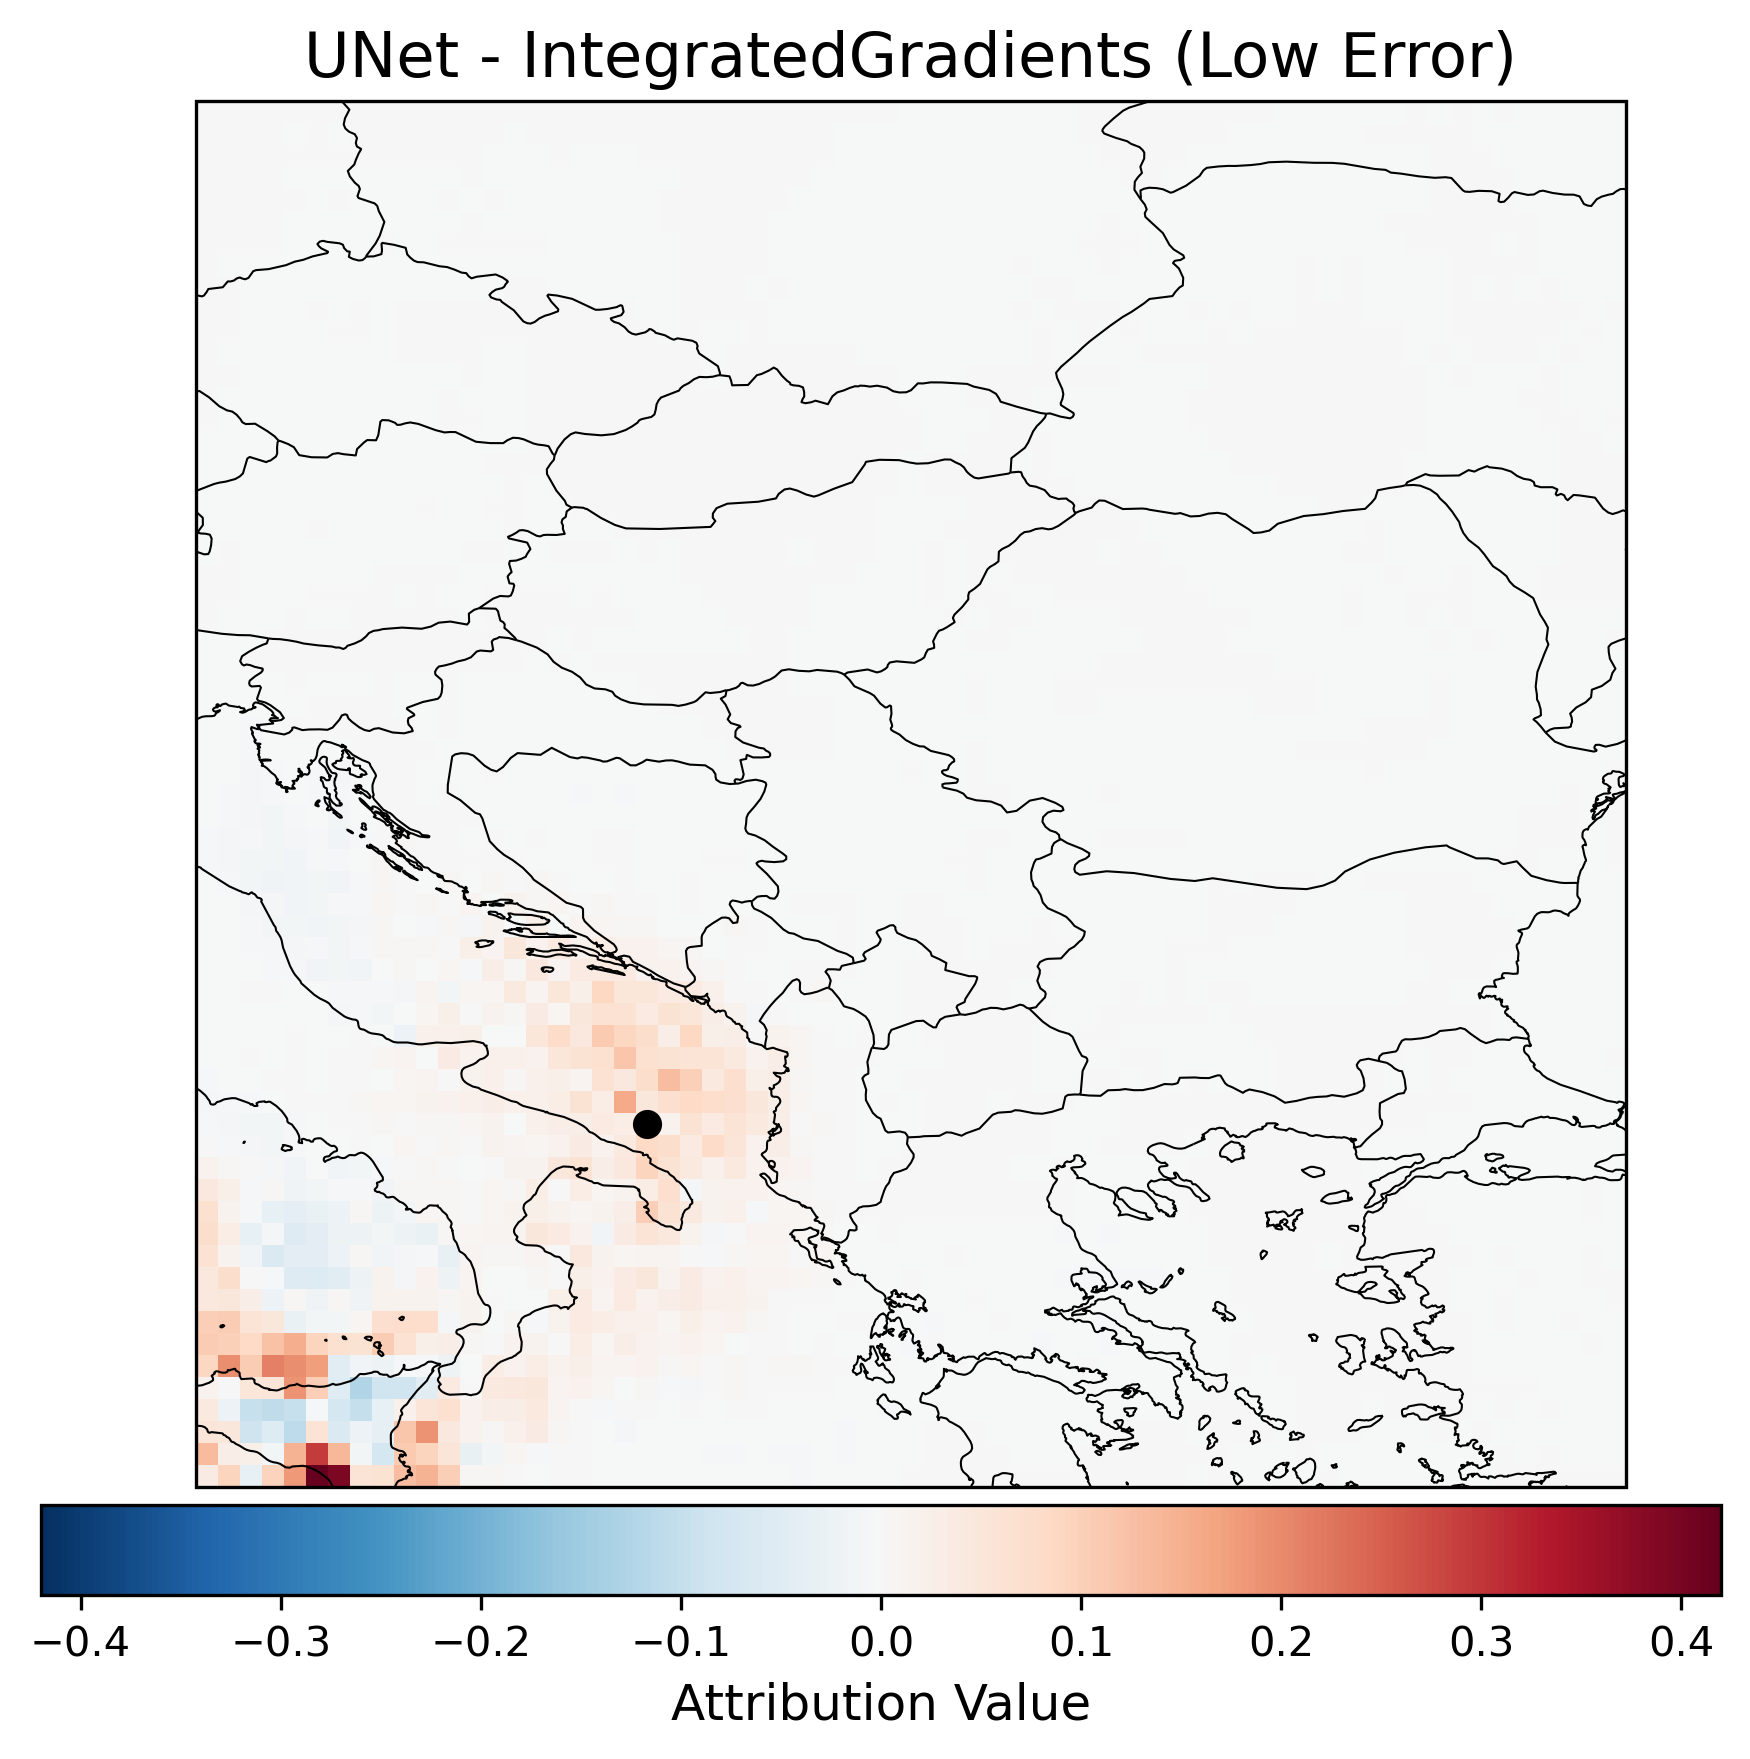 UNet - IntegratedGradients (Low Error)
−0.4 −0.3 −0.2 −0.1 0.0 0.1 0.2 0.3 0.4
Attribution Value